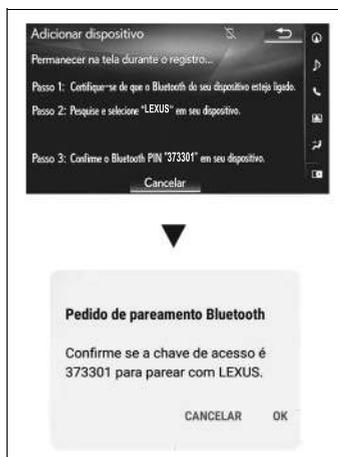 Adicionar dispositivo
Permanecer na tela durante o registro...
Passo 1: Certifique-se de que o Bluetooth do seu dispositivo esteja ligado.
Passo 2: Pesquise e selecione "LEXUS" em seu dispositivo.
Passo 3: Confirme o Bluetooth PIN "373301" em seu dispositivo.
Cancelar
Pedido de pareamento Bluetooth
Confirme se a chave de acesso é
373301 para parear com LEXUS.
CANCELAR OK